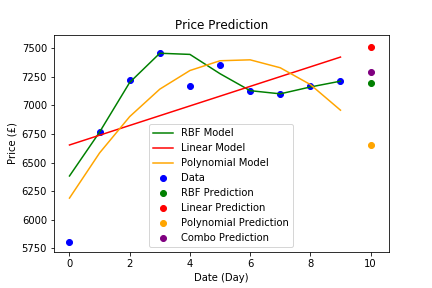 Price Prediction
Price (£)
7500
7250
7000
6750
6500
6250
6000
5750
RBF Model
Linear Model
Polynomial Model
Data
RBF Prediction
Linear Prediction
Polynomial Prediction
Combo Prediction
0 2 4 6 8 10
Date (Day)